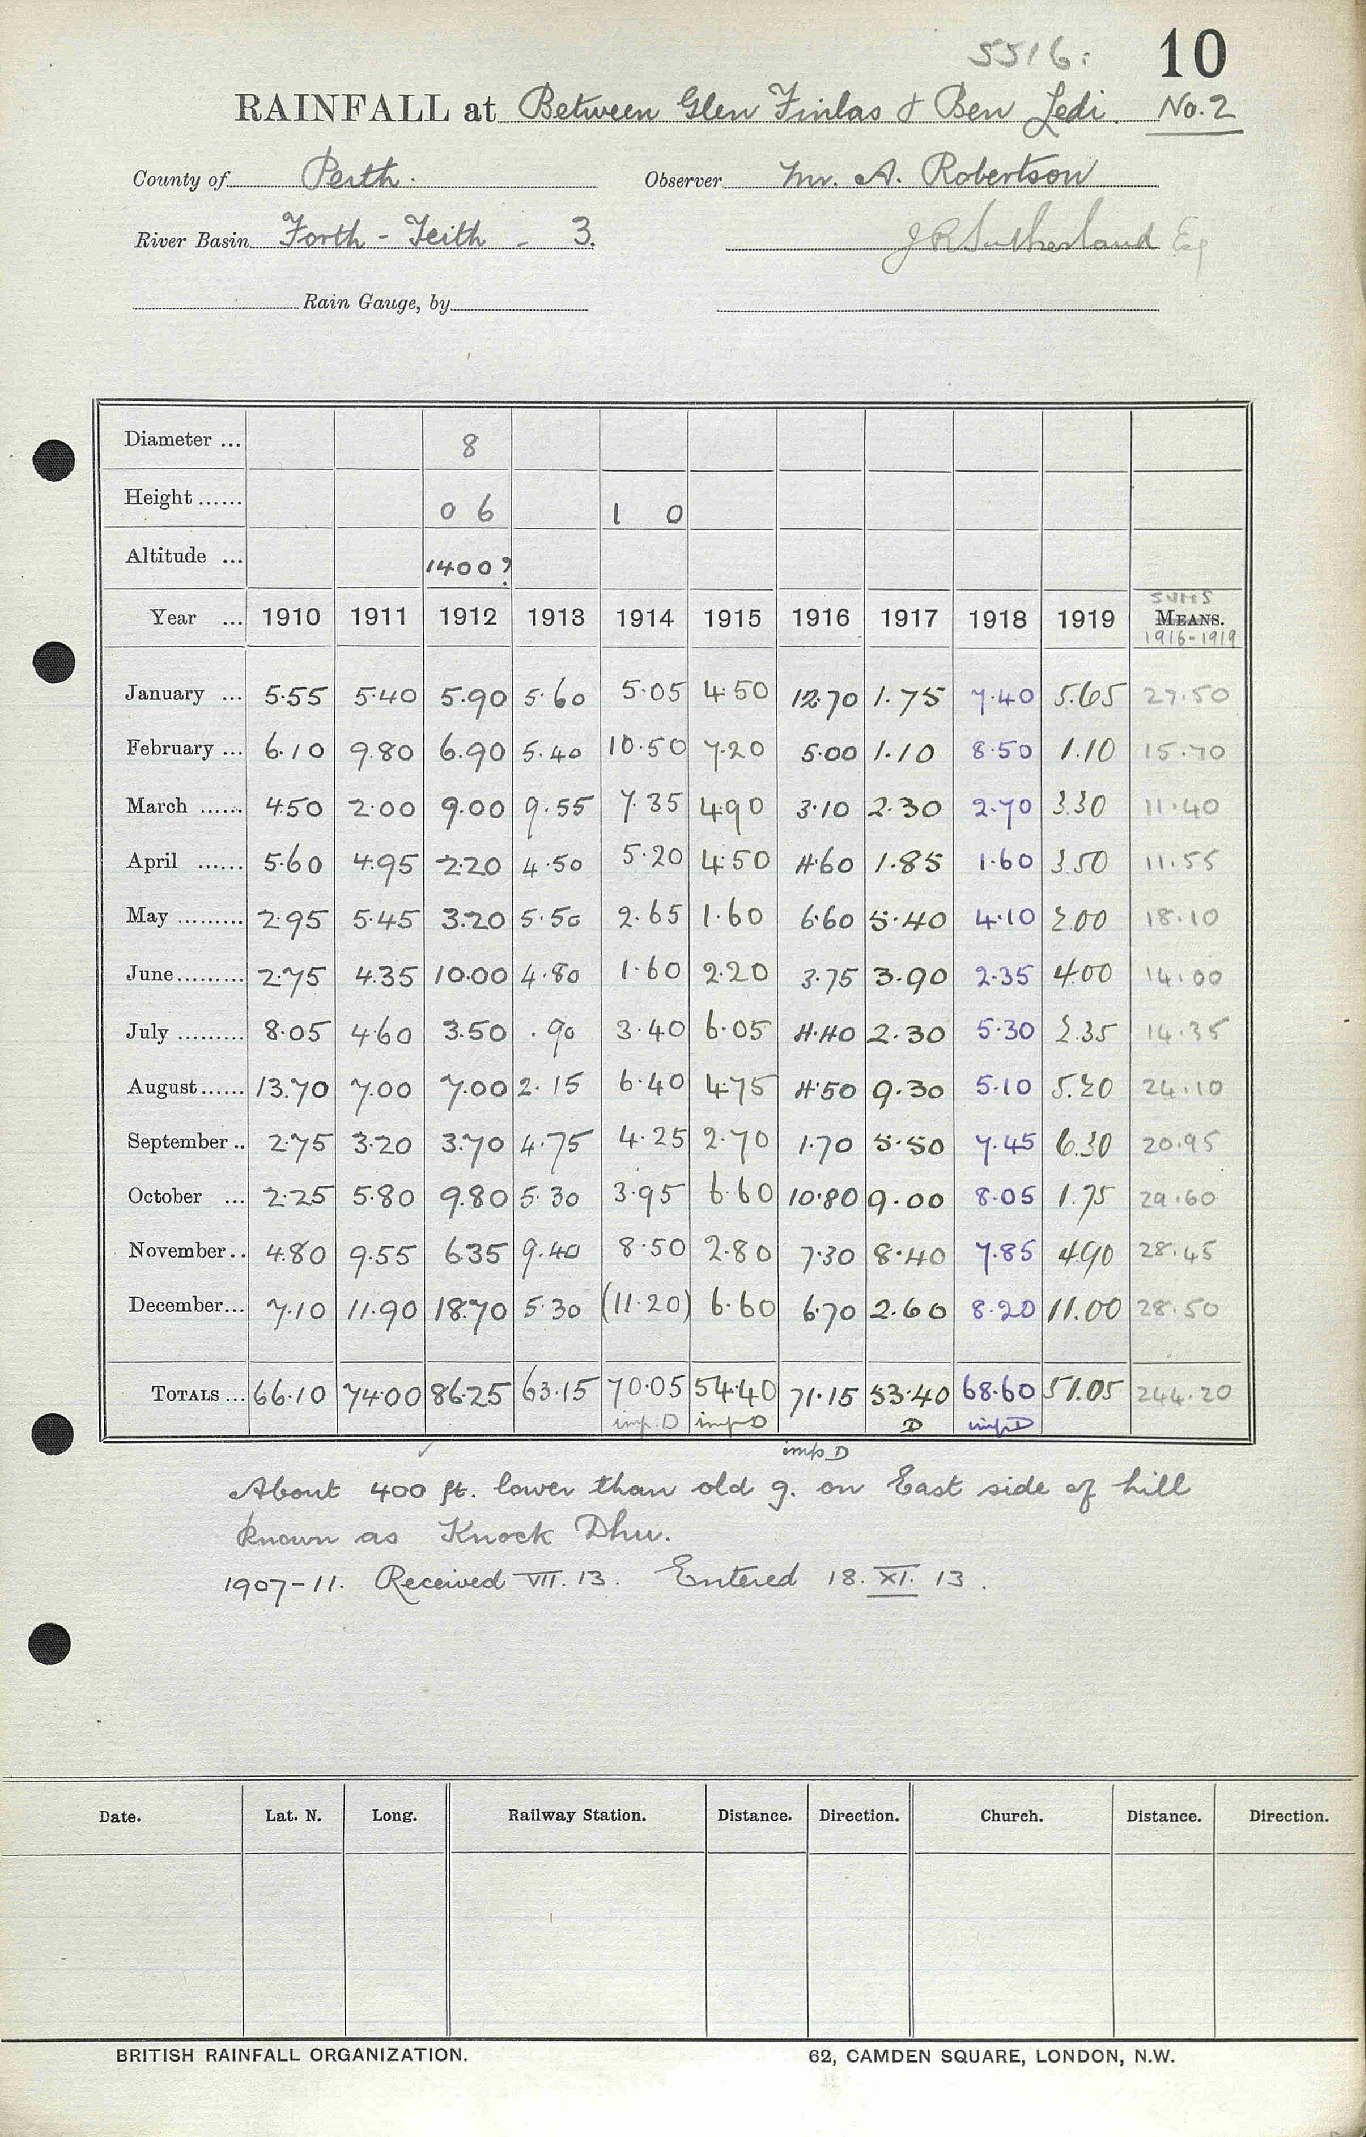 5516:
10
RAINFALL at Between Glen Finlas & Ben Ledi. No. 2
County of Perth. Observer Mr. A. Robertson
River Basin Forth - Teith - 3. J R Sutherland Esq
Rain Gauge, by
Diameter ... 8
Height ...... 0 6 1 0
Altitude ... 1400?
SUMS
Year ... 1910 1911 1912 1913 1914 1915 1916 1917 1918 1919 MEANS.
1916-1919
January ... 5.55 5.40 5.90 5.60 5.05 4.50 12.70 1.75 7.40 5.65 27.50
February ... 6.10 9.80 6.90 5.40 10.50 7.20 5.00 1.10 8.50 1.10 15.70
March ...... 4.50 2.00 9.00 9.55 7.35 4.90 3.10 2.30 2.70 3.30 11.40
April ...... 5.60 4.95 2.20 4.50 5.20 4.50 4.60 1.85 1.60 3.50 11.55
May ......... 2.95 5.45 3.20 5.50 2.65 1.60 6.60 5.40 4.10 2.00 18.10
June ......... 2.75 4.35 10.00 4.80 1.60 2.20 3.75 3.90 2.35 4.00 14.00
July ......... 8.05 4.60 3.50 .90 3.40 6.05 4.40 2.30 5.30 2.35 14.35
August ...... 13.70 7.00 7.00 2.15 6.40 4.75 4.50 9.30 5.10 5.20 24.10
September .. 2.75 3.20 3.70 4.75 4.25 2.70 1.70 5.50 7.45 6.30 20.95
October ... 2.25 5.80 9.80 5.30 3.95 6.60 10.80 9.00 8.05 1.75 29.60
November .. 4.80 9.55 6.35 9.40 8.50 2.80 7.30 8.40 7.85 4.90 28.45
December ... 7.10 11.90 18.70 5.30 (11.20) 6.60 6.70 2.60 8.20 11.00 28.50
TOTALS ... 66.10 74.00 86.25 63.15 70.05 54.40 71.15 53.40 68.60 51.05 244.20
imp. D imp D D imp D
imp D
About 400 ft. lower than old g. on East side of hill
known as Knock Dhu.
1907-11. Received VII. 13. Entered 18. XI. 13.
Date. Lat. N. Long. Railway Station. Distance. Direction. Church. Distance. Direction.
BRITISH RAINFALL ORGANIZATION. 62, CAMDEN SQUARE, LONDON, N.W.